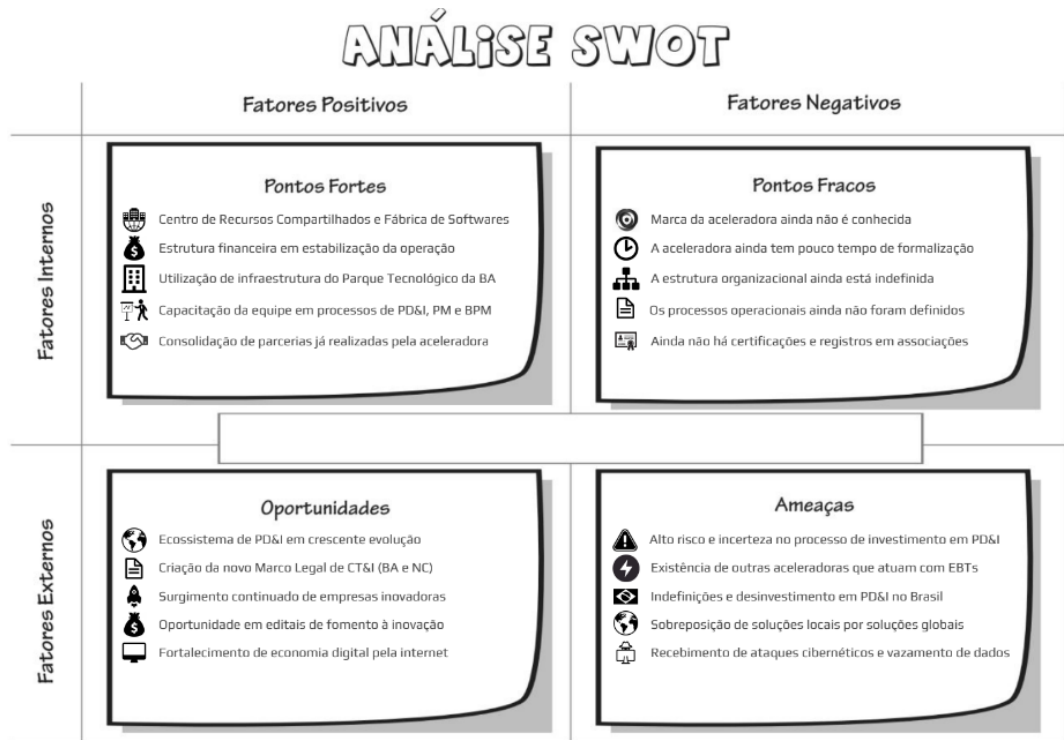 ANÁLiSE SWOT
Fatores Positivos
Fatores Negativos
Fatores Internos
Pontos Fortes
Centro de Recursos Compartilhados e Fábrica de Softwares
Estrutura financeira em estabilização da operação
Utilização de infraestrutura do Parque Tecnológico da BA
Capacitação da equipe em processos de PD&I, PM e BPM
Consolidação de parcerias já realizadas pela aceleradora
Pontos Fracos
Marca da aceleradora ainda não é conhecida
A aceleradora ainda tem pouco tempo de formalização
A estrutura organizacional ainda está indefinida
Os processos operacionais ainda não foram definidos
Ainda não há certificações e registros em associações
Fatores Externos
Oportunidades
Ecossistema de PD&I em crescente evolução
Criação da novo Marco Legal de CT&I (BA e NC)
Surgimento continuado de empresas inovadoras
Oportunidade em editais de fomento à inovação
Fortalecimento de economia digital pela internet
Ameaças
Alto risco e incerteza no processo de investimento em PD&I
Existência de outras aceleradoras que atuam com EBTs
Indefinições e desinvestimento em PD&I no Brasil
Sobreposição de soluções locais por soluções globais
Recebimento de ataques cibernéticos e vazamento de dados